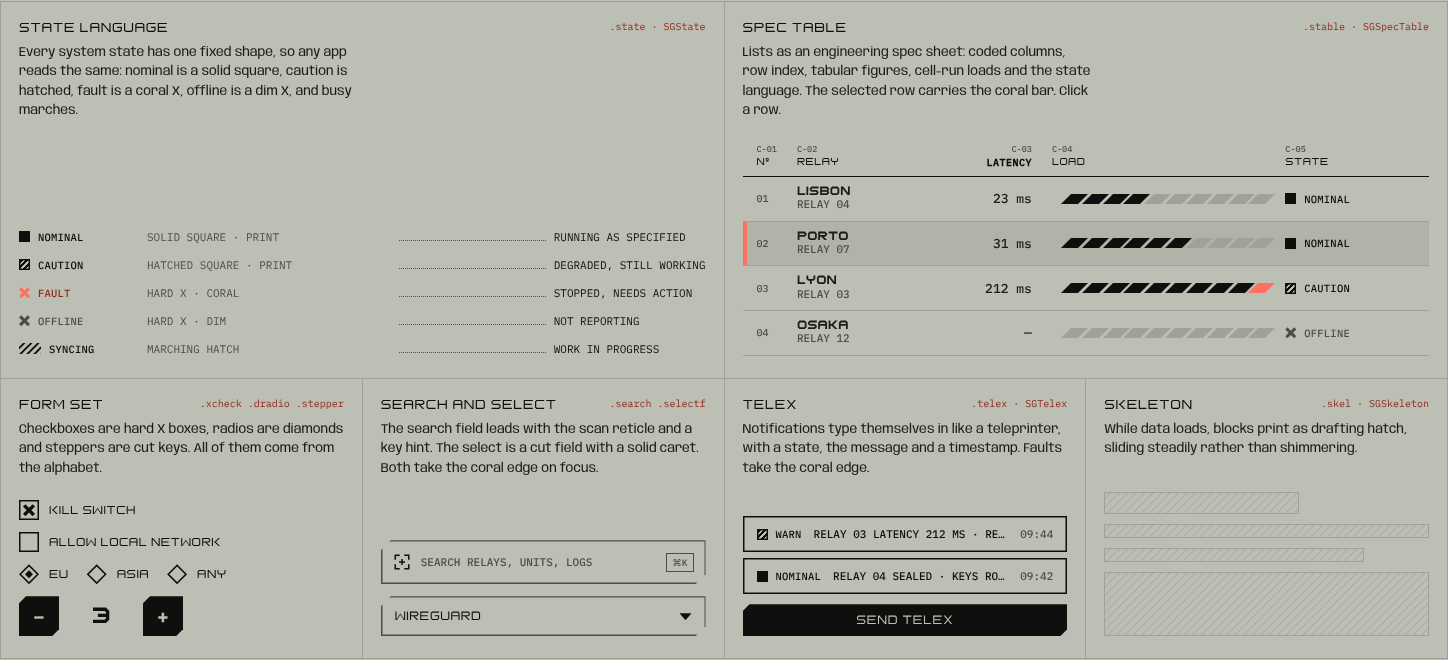 STATE LANGUAGE
.state · SGState
Every system state has one fixed shape, so any app
reads the same: nominal is a solid square, caution is
hatched, fault is a coral X, offline is a dim X, and busy
marches.
NOMINAL SOLID SQUARE · PRINT RUNNING AS SPECIFIED
CAUTION HATCHED SQUARE · PRINT DEGRADED, STILL WORKING
FAULT HARD X · CORAL STOPPED, NEEDS ACTION
OFFLINE HARD X · DIM NOT REPORTING
SYNCING MARCHING HATCH WORK IN PROGRESS
SPEC TABLE
.stable · SGSpecTable
Lists as an engineering spec sheet: coded columns,
row index, tabular figures, cell-run loads and the state
language. The selected row carries the coral bar. Click
a row.
C-01 C-02 C-03 C-04 C-05
Nº RELAY LATENCY LOAD STATE
01 LISBON 23 ms NOMINAL
RELAY 04
02 PORTO 31 ms NOMINAL
RELAY 07
03 LYON 212 ms CAUTION
RELAY 03
04 OSAKA — OFFLINE
RELAY 12
FORM SET
.xcheck .dradio .stepper
Checkboxes are hard X boxes, radios are diamonds
and steppers are cut keys. All of them come from
the alphabet.
KILL SWITCH
ALLOW LOCAL NETWORK
EU ASIA ANY
− 3 +
SEARCH AND SELECT
.search .selectf
The search field leads with the scan reticle and a
key hint. The select is a cut field with a solid caret.
Both take the coral edge on focus.
SEARCH RELAYS, UNITS, LOGS ⌘K
WIREGUARD
TELEX
.telex · SGTelex
Notifications type themselves in like a teleprinter,
with a state, the message and a timestamp. Faults
take the coral edge.
WARN RELAY 03 LATENCY 212 MS · RE… 09:44
NOMINAL RELAY 04 SEALED · KEYS RO… 09:42
SEND TELEX
SKELETON
.skel · SGSkeleton
While data loads, blocks print as drafting hatch,
sliding steadily rather than shimmering.